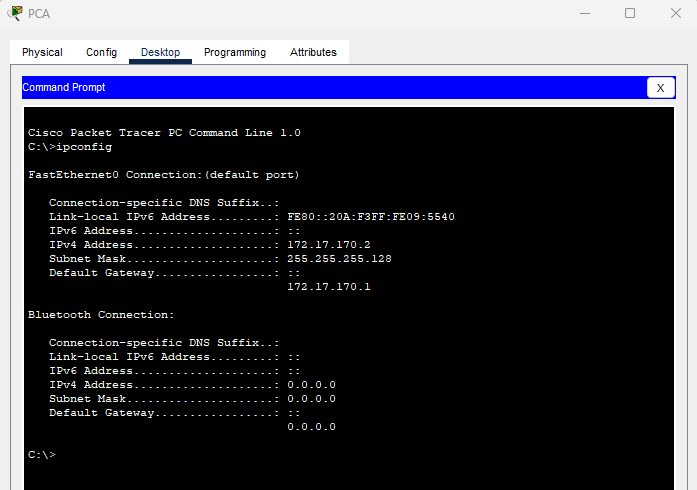 PCA
Physical Config Desktop Programming Attributes
Command Prompt X
Cisco Packet Tracer PC Command Line 1.0
C:\>ipconfig
FastEthernet0 Connection:(default port)
Connection-specific DNS Suffix..:
Link-local IPv6 Address.........: FE80::20A:F3FF:FE09:5540
IPv6 Address....................: ::
IPv4 Address....................: 172.17.170.2
Subnet Mask.....................: 255.255.255.128
Default Gateway.................: ::
172.17.170.1
Bluetooth Connection:
Connection-specific DNS Suffix..:
Link-local IPv6 Address.........: ::
IPv6 Address....................: ::
IPv4 Address....................: 0.0.0.0
Subnet Mask.....................: 0.0.0.0
Default Gateway.................: ::
0.0.0.0
C:\>